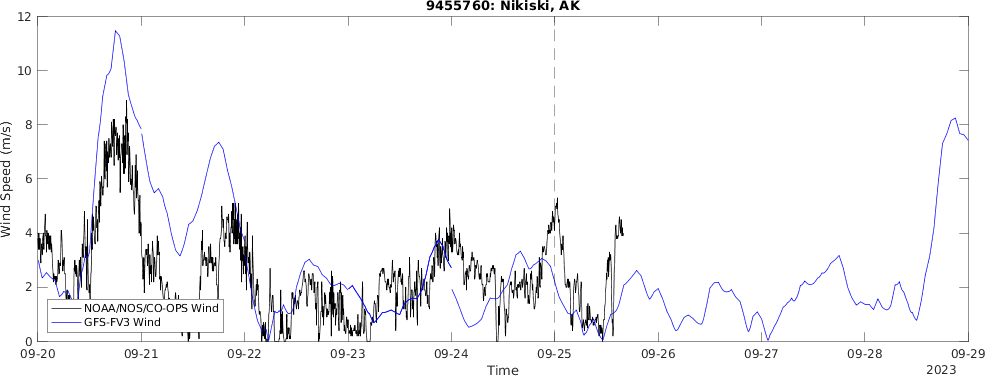 9455760: Nikiski, AK
Wind Speed (m/s)
12
10
8
6
4
2
0
NOAA/NOS/CO-OPS Wind
GFS-FV3 Wind
09-20 09-21 09-22 09-23 09-24 09-25 09-26 09-27 09-28 09-29
Time
2023